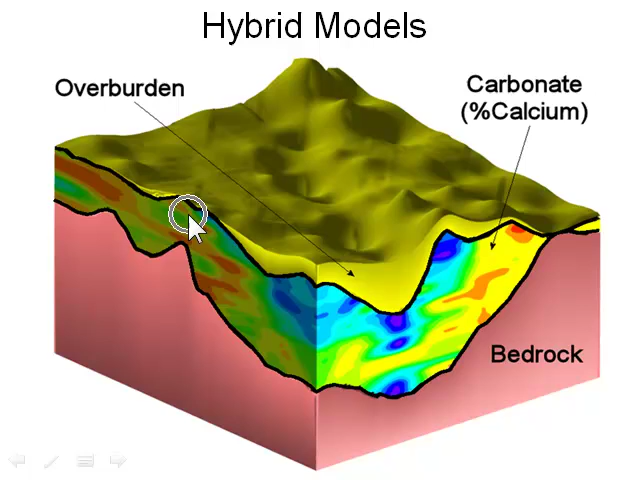 Hybrid Models
Overburden
Carbonate
(%Calcium)
Bedrock